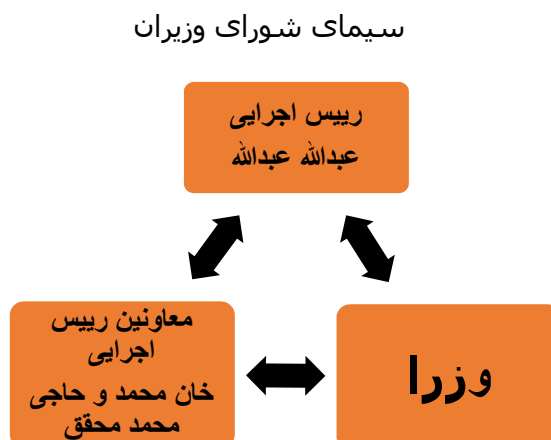 سیمای شورای وزیران
رییس اجرایی
عبدالله عبدالله
معاونین رییس
اجرایی
خان محمد و حاجی
محمد محقق
وزرا